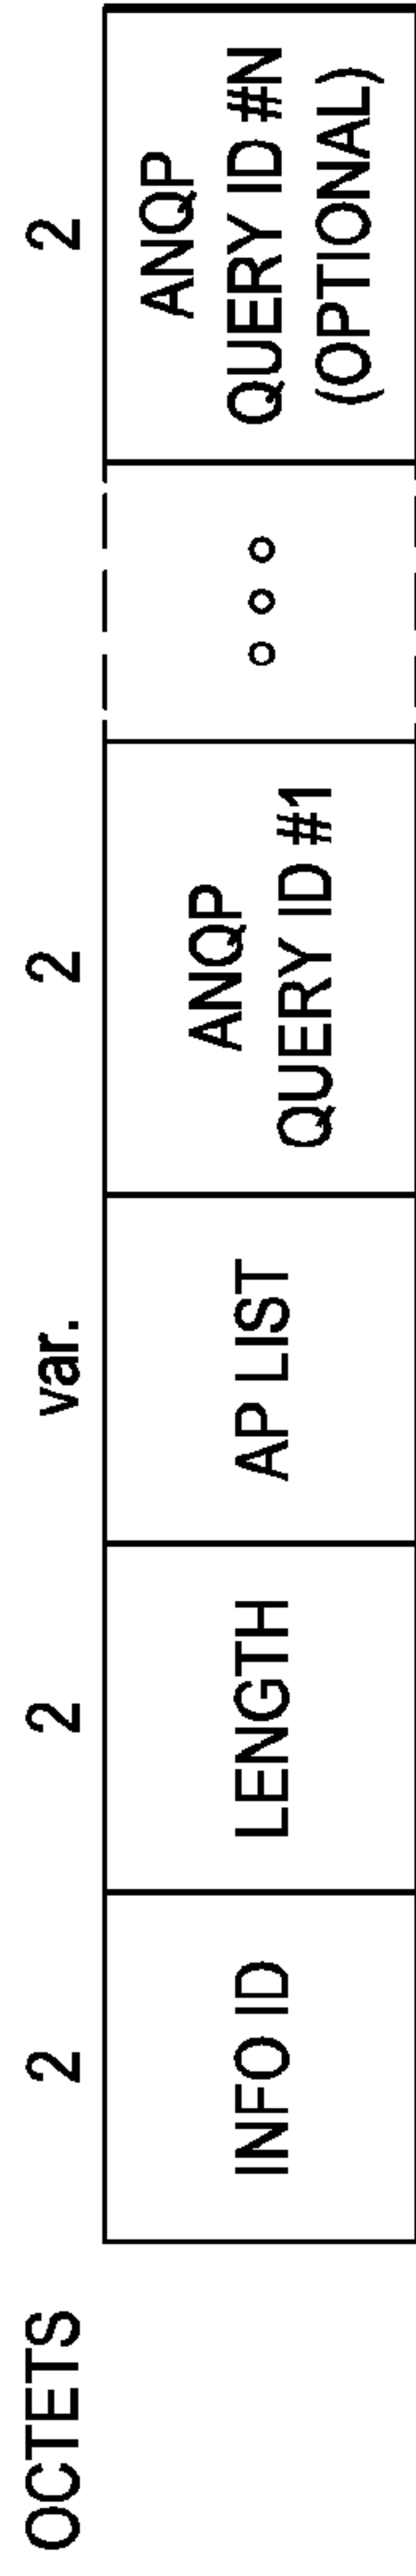 OCTETS 2 2 var. 2 2
INFO ID
LENGTH
AP LIST
ANQP
QUERY ID #1
ANQP
QUERY ID #N
(OPTIONAL)